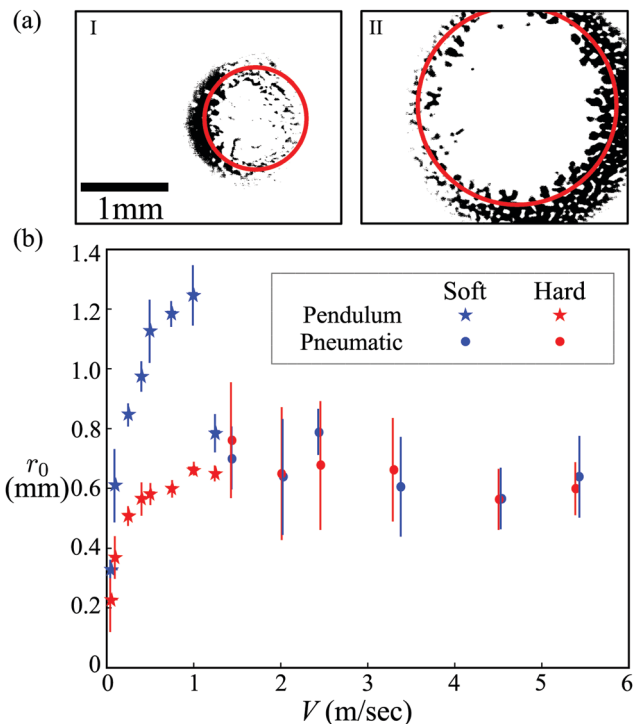 (a)
I
II
1mm
(b)
1.4
1.2
1.0
0.8
0.6
0.4
0.2
0
r₀
(mm)
Soft Hard
Pendulum
Pneumatic
0 1 2 3 4 5 6
V (m/sec)